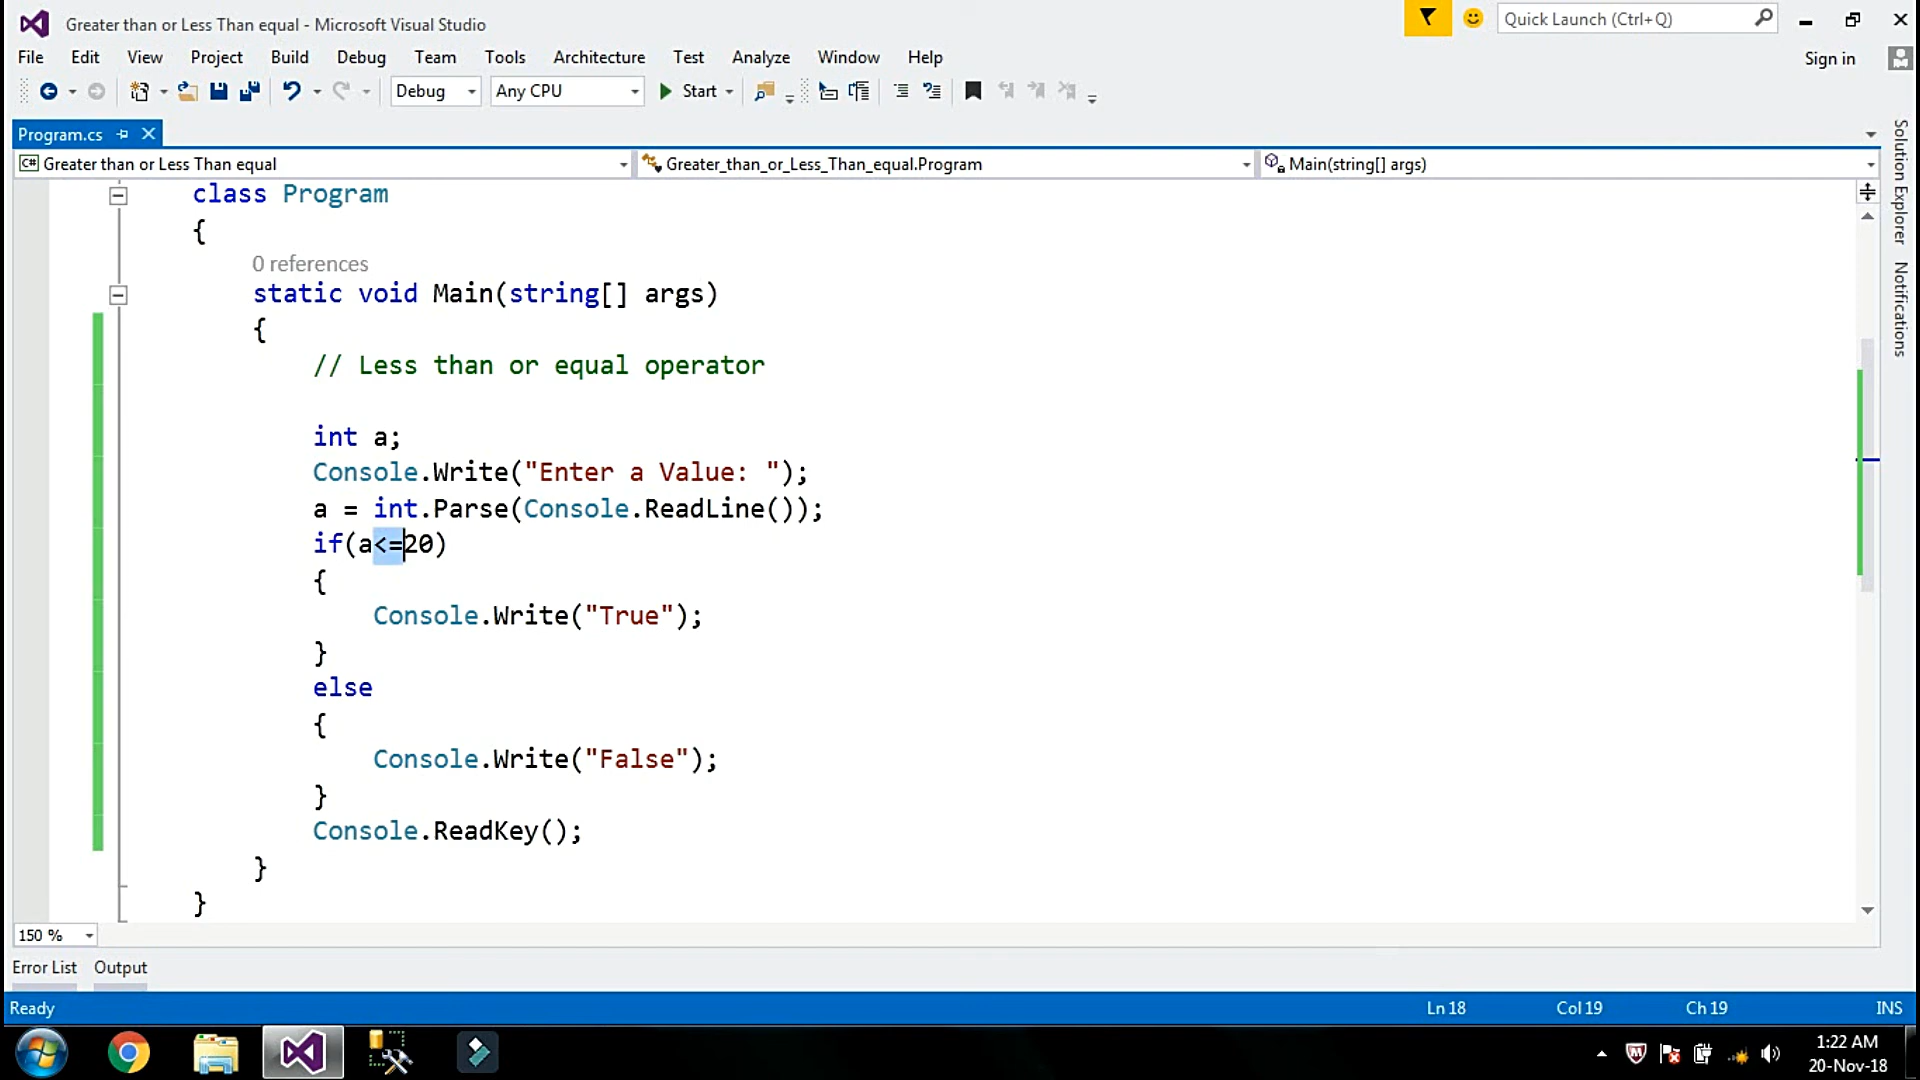 Greater than or Less Than equal - Microsoft Visual Studio
Quick Launch (Ctrl+Q)
File Edit View Project Build Debug Team Tools Architecture Test Analyze Window Help
Sign in
Debug Any CPU Start
Program.cs
C# Greater than or Less Than equal Greater_than_or_Less_Than_equal.Program Main(string[] args)
class Program
{
0 references
static void Main(string[] args)
{
// Less than or equal operator
int a;
Console.Write("Enter a Value: ");
a = int.Parse(Console.ReadLine());
if(a<=20)
{
Console.Write("True");
}
else
{
Console.Write("False");
}
Console.ReadKey();
}
}
Solution Explorer
Notifications
150 %
Error List Output
Ready Ln 18 Col 19 Ch 19 INS
1:22 AM
20-Nov-18